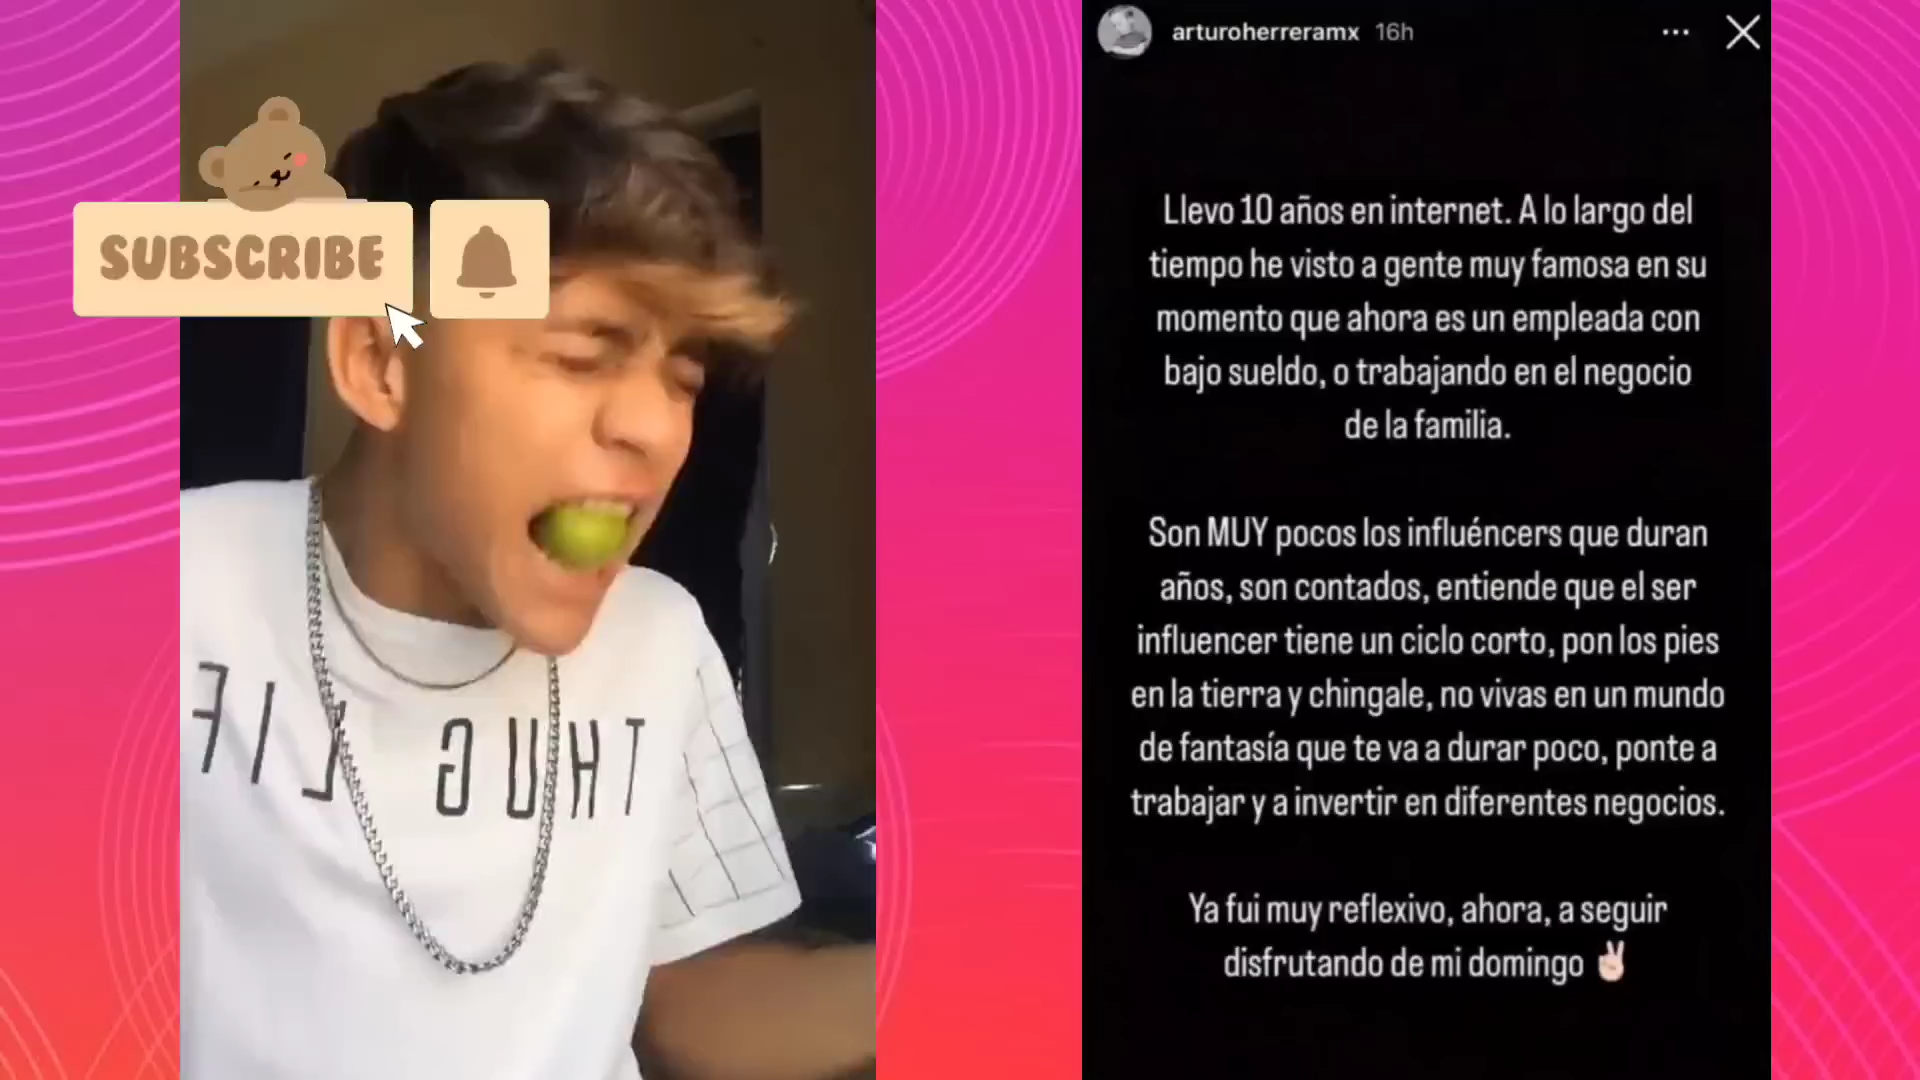 SUBSCRIBE
THUG LIF
arturoherreramx 16h
Llevo 10 años en internet. A lo largo del
tiempo he visto a gente muy famosa en su
momento que ahora es un empleada con
bajo sueldo, o trabajando en el negocio
de la familia.
Son MUY pocos los influéncers que duran
años, son contados, entiende que el ser
influencer tiene un ciclo corto, pon los pies
en la tierra y chingale, no vivas en un mundo
de fantasía que te va a durar poco, ponte a
trabajar y a invertir en diferentes negocios.
Ya fui muy reflexivo, ahora, a seguir
disfrutando de mi domingo ✌🏻